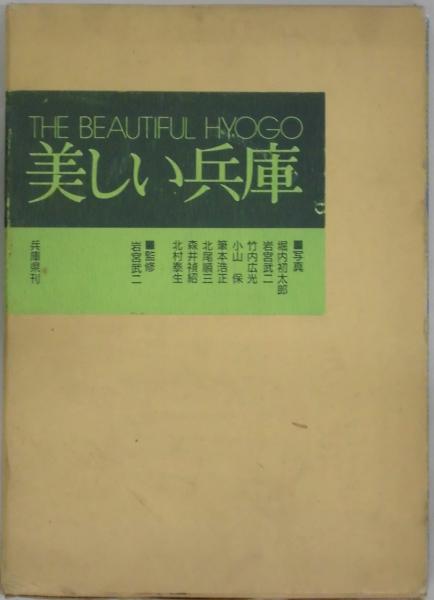 THE BEAUTIFUL HYOGO
美しい兵庫
■写真
堀内初太郎
岩宮武二
竹内広光
小山 保
筆本浩正
北尾順三
森井禎紹
北村泰生
■監修
岩宮武二
兵庫県刊